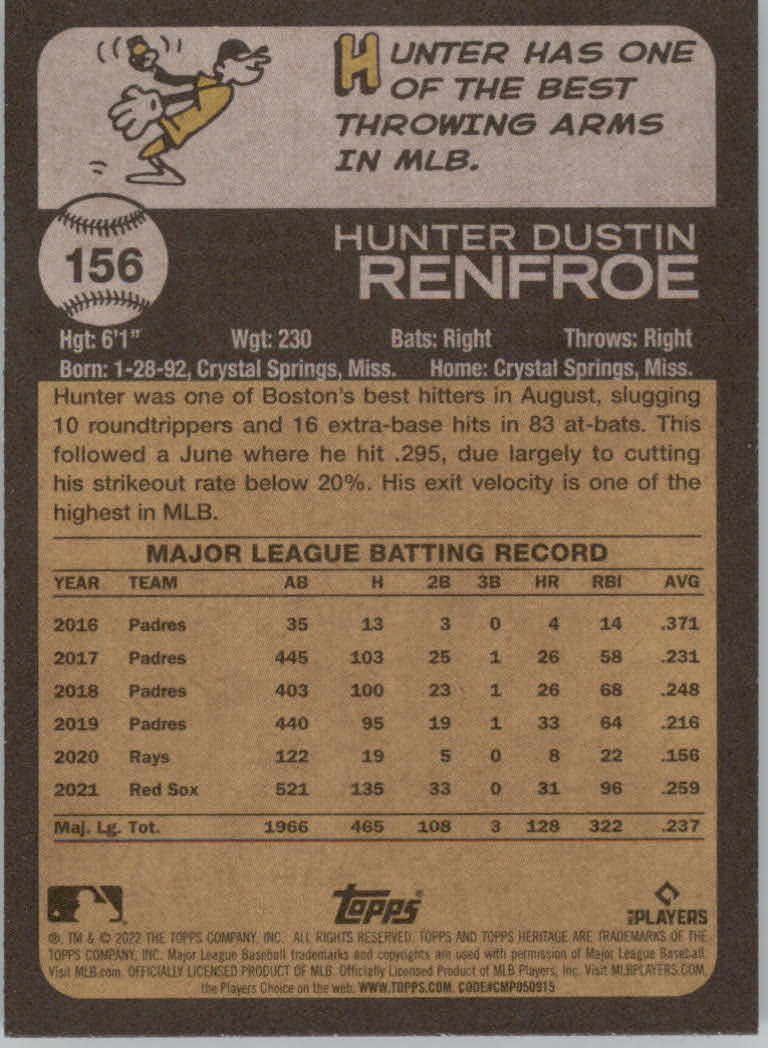 HUNTER HAS ONE
OF THE BEST
THROWING ARMS
IN MLB.
156
HUNTER DUSTIN
RENFROE
Hgt: 6'1" Wgt: 230 Bats: Right Throws: Right
Born: 1-28-92, Crystal Springs, Miss. Home: Crystal Springs, Miss.
Hunter was one of Boston's best hitters in August, slugging
10 roundtrippers and 16 extra-base hits in 83 at-bats. This
followed a June where he hit .295, due largely to cutting
his strikeout rate below 20%. His exit velocity is one of the
highest in MLB.
MAJOR LEAGUE BATTING RECORD
YEAR TEAM AB H 2B 3B HR RBI AVG
2016 Padres 35 13 3 0 4 14 .371
2017 Padres 445 103 25 1 26 58 .231
2018 Padres 403 100 23 1 26 68 .248
2019 Padres 440 95 19 1 33 64 .216
2020 Rays 122 19 5 0 8 22 .156
2021 Red Sox 521 135 33 0 31 96 .259
Maj. Lg. Tot. 1966 465 108 3 128 322 .237
topps®
PLAYERS
®, TM & © 2022 THE TOPPS COMPANY, INC. ALL RIGHTS RESERVED. TOPPS AND TOPPS HERITAGE ARE TRADEMARKS OF THE
TOPPS COMPANY, INC. Major League Baseball trademarks and copyrights are used with permission of Major League Baseball.
Visit MLB.com. OFFICIALLY LICENSED PRODUCT OF MLB. Officially Licensed Product of MLB Players, Inc. Visit MLBPLAYERS.COM,
the Players Choice on the web. WWW.TOPPS.COM. CODE#CMP050915